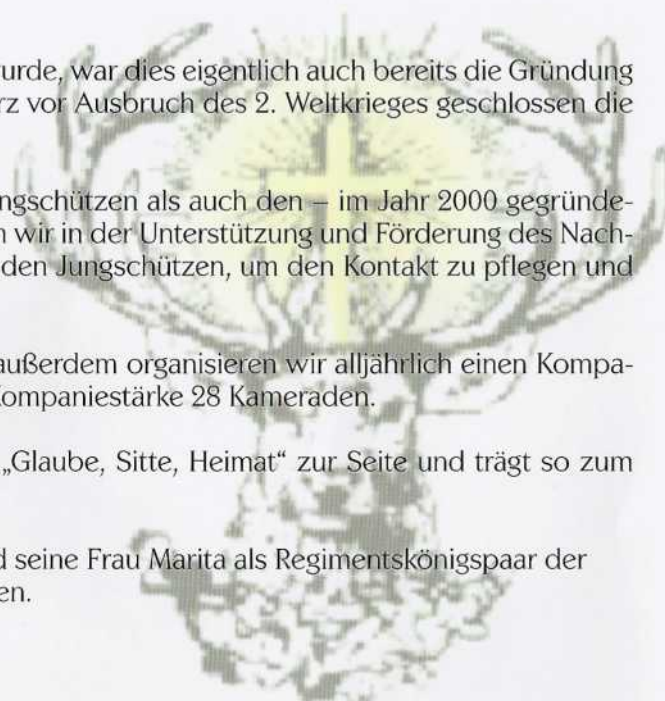 wurde, war dies eigentlich auch bereits die Gründung
rz vor Ausbruch des 2. Weltkrieges geschlossen die
ngschützen als auch den – im Jahr 2000 gegründe-
n wir in der Unterstützung und Förderung des Nach-
den Jungschützen, um den Kontakt zu pflegen und
außerdem organisieren wir alljährlich einen Kompa-
Kompaniestärke 28 Kameraden.
„Glaube, Sitte, Heimat“ zur Seite und trägt so zum
d seine Frau Marita als Regimentskönigspaar der
en.